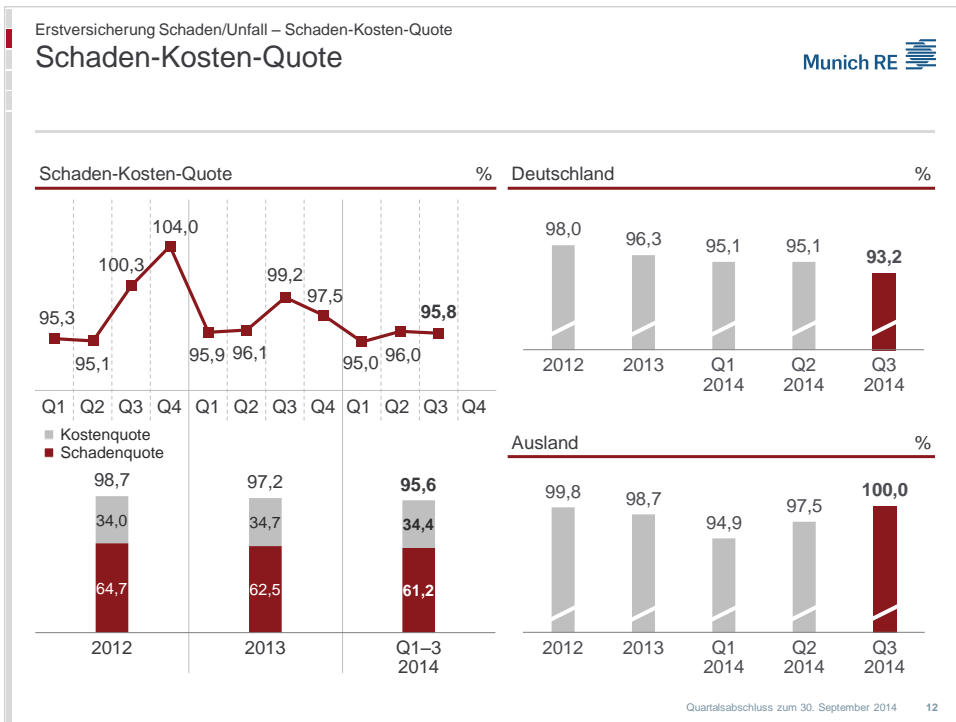 Erstversicherung Schaden/Unfall – Schaden-Kosten-Quote
Schaden-Kosten-Quote
Munich RE
Schaden-Kosten-Quote %
95,3 95,1 100,3 104,0 95,9 96,1 99,2 97,5 95,0 96,0 95,8
Q1 Q2 Q3 Q4 Q1 Q2 Q3 Q4 Q1 Q2 Q3 Q4
Kostenquote
Schadenquote
98,7 97,2 95,6
34,0 34,7 34,4
64,7 62,5 61,2
2012 2013 Q1–3
2014
Deutschland %
98,0 96,3 95,1 95,1 93,2
2012 2013 Q1 Q2 Q3
2014 2014 2014
Ausland %
99,8 98,7 94,9 97,5 100,0
2012 2013 Q1 Q2 Q3
2014 2014 2014
Quartalsabschluss zum 30. September 2014 12